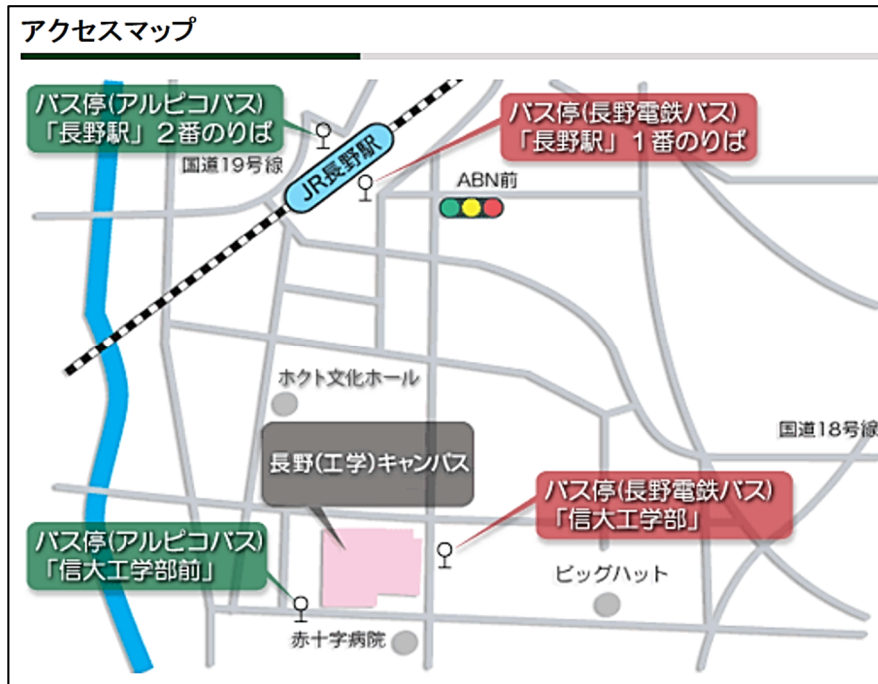 アクセスマップ
バス停(アルピコバス)
「長野駅」２番のりば
バス停(長野電鉄バス)
「長野駅」１番のりば
国道19号線
JR長野駅
ABN前
ホクト文化ホール
国道18号線
長野(工学)キャンパス
バス停(長野電鉄バス)
「信大工学部」
バス停(アルピコバス)
「信大工学部前」
ビッグハット
赤十字病院